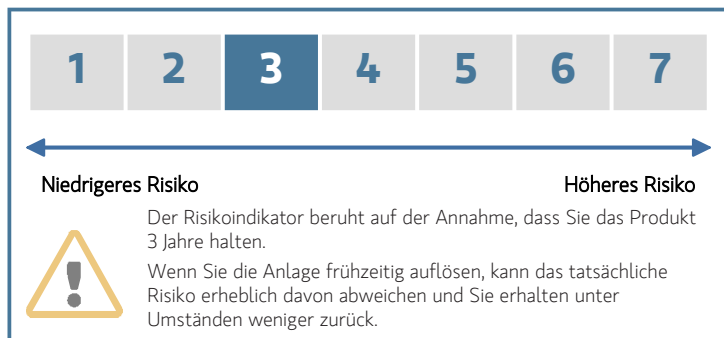 1 2 3 4 5 6 7
Niedrigeres Risiko Höheres Risiko
Der Risikoindikator beruht auf der Annahme, dass Sie das Produkt
3 Jahre halten.
Wenn Sie die Anlage frühzeitig auflösen, kann das tatsächliche
Risiko erheblich davon abweichen und Sie erhalten unter
Umständen weniger zurück.